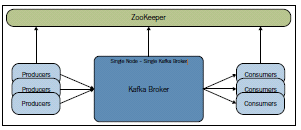 ZooKeeper
Single Node – Single Kafka Broker
Producers
Producers
Producers
Kafka Broker
Consumers
Consumers
Consumers